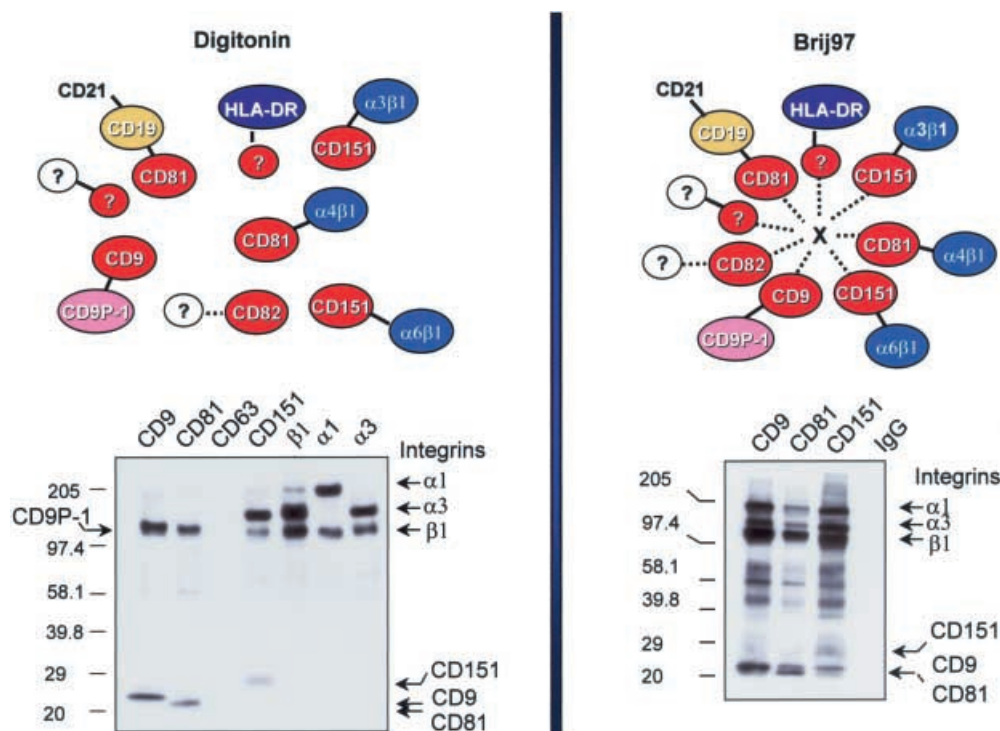 Digitonin
CD21
CD19
CD81
?
?
HLA-DR
?
α3β1
CD151
α4β1
CD81
CD9
CD9P-1
?
CD82
CD151
α6β1
CD9
CD81
CD63
CD151
β1
α1
α3
Integrins
205
CD9P-1
97.4
58.1
39.8
29
20
α1
α3
β1
CD151
CD9
CD81
Brij97
CD21
CD19
CD81
HLA-DR
?
α3β1
CD151
?
?
X
CD81
α4β1
?
CD82
CD9
CD9P-1
CD151
α6β1
CD9
CD81
CD151
IgG
Integrins
205
97.4
58.1
39.8
29
20
α1
α3
β1
CD151
CD9
CD81